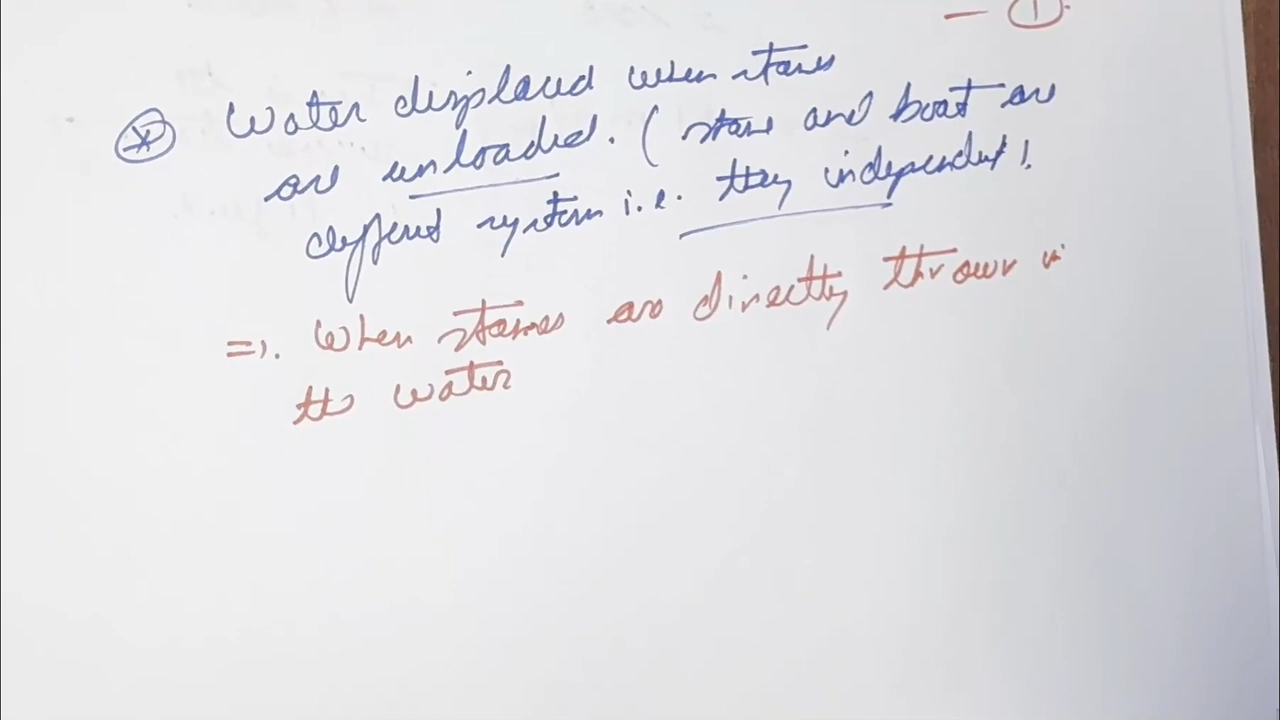 — ①.
⊛ Water displaced when stones
are unloaded. ( stone and boat are
different system i.e. they independent ).
=). When stones are directly thrown in
the water